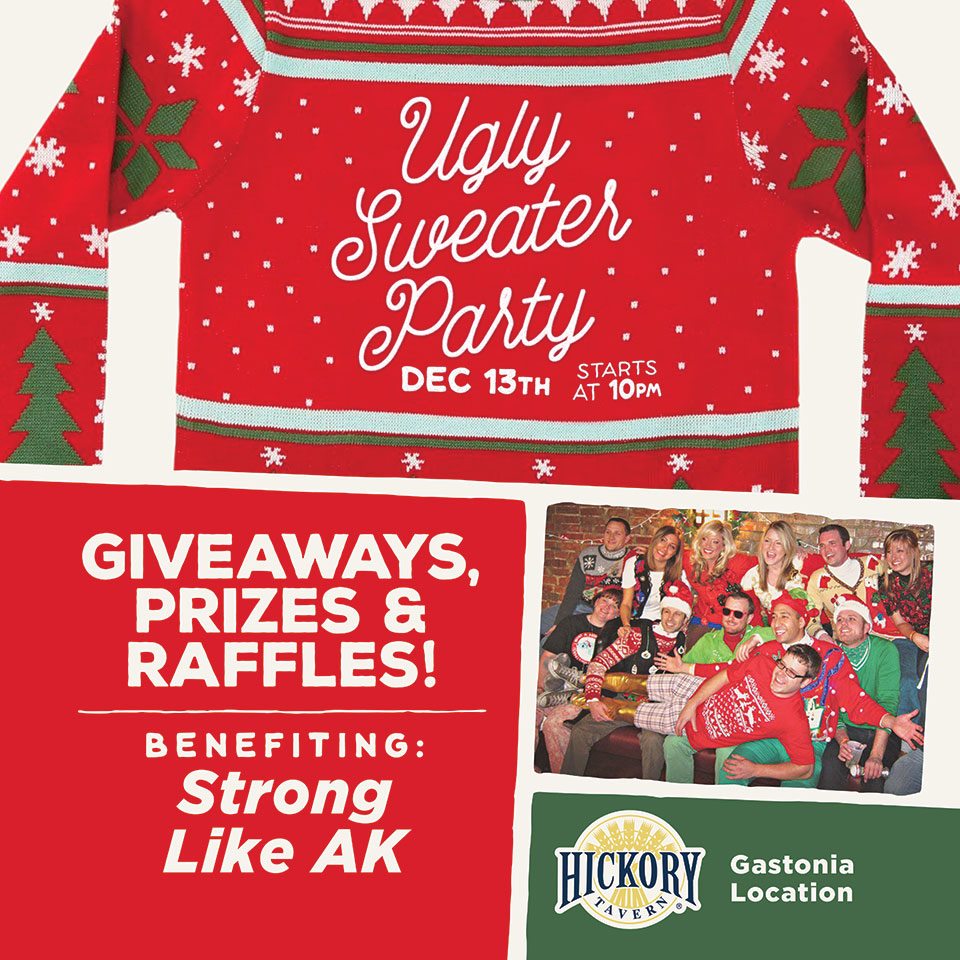 Ugly
Sweater
Party
DEC 13TH STARTS AT 10PM
GIVEAWAYS,
PRIZES &
RAFFLES!
BENEFITING:
Strong
Like AK
HICKORY
TAVERN®
Gastonia
Location